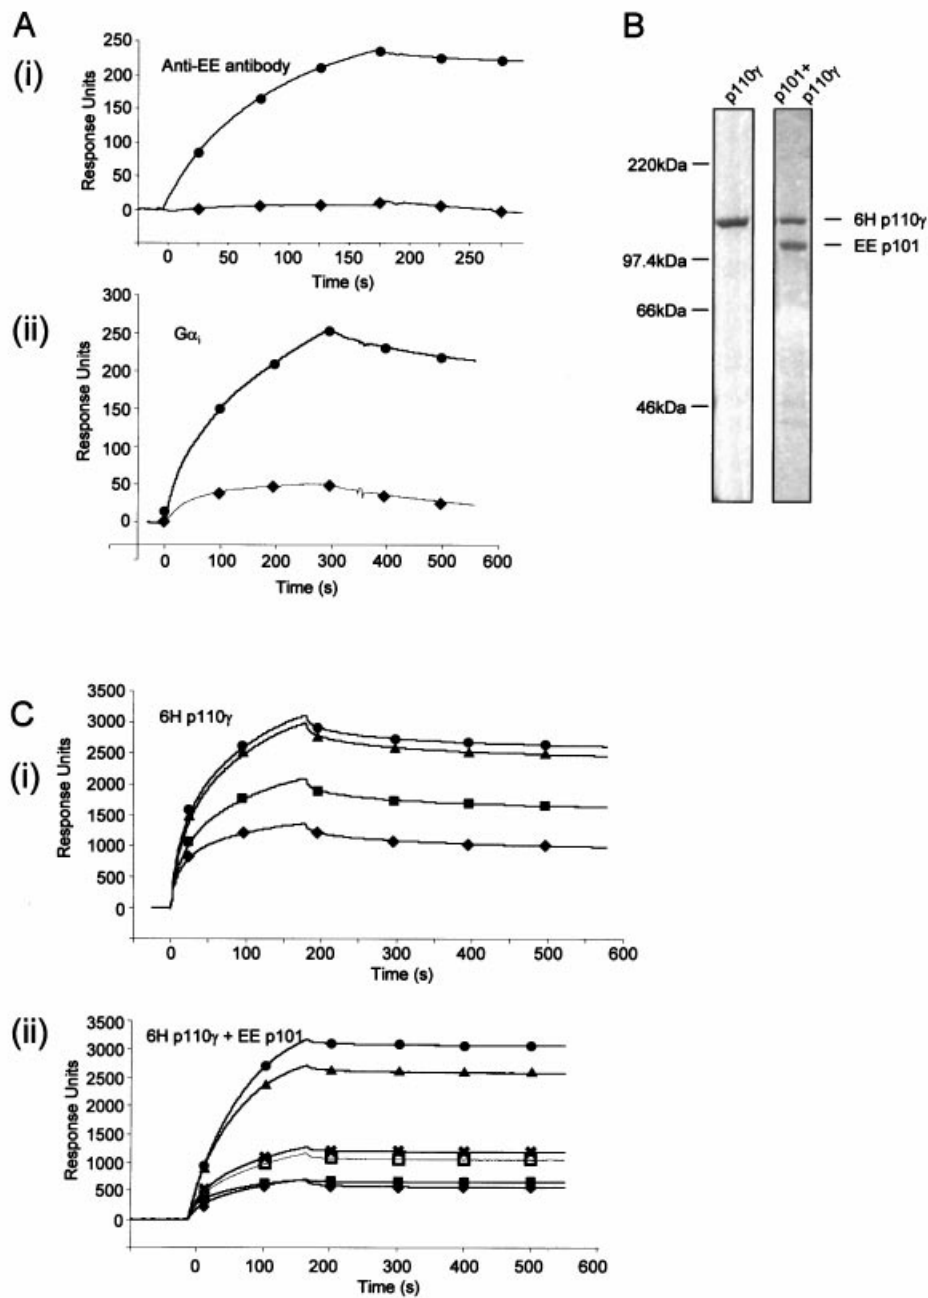 A
(i)
Anti-EE antibody
Response Units
250
200
150
100
50
0
0 50 100 150 200 250
Time (s)
(ii)
Gαi
Response Units
300
250
200
150
100
50
0
0 100 200 300 400 500 600
Time (s)
B
p110γ
p101+
p110γ
220kDa
97.4kDa
66kDa
46kDa
6H p110γ
EE p101
C
(i)
6H p110γ
Response Units
3500
3000
2500
2000
1500
1000
500
0
0 100 200 300 400 500 600
Time (s)
(ii)
6H p110γ + EE p101
Response Units
3500
3000
2500
2000
1500
1000
500
0
0 100 200 300 400 500 600
Time (s)